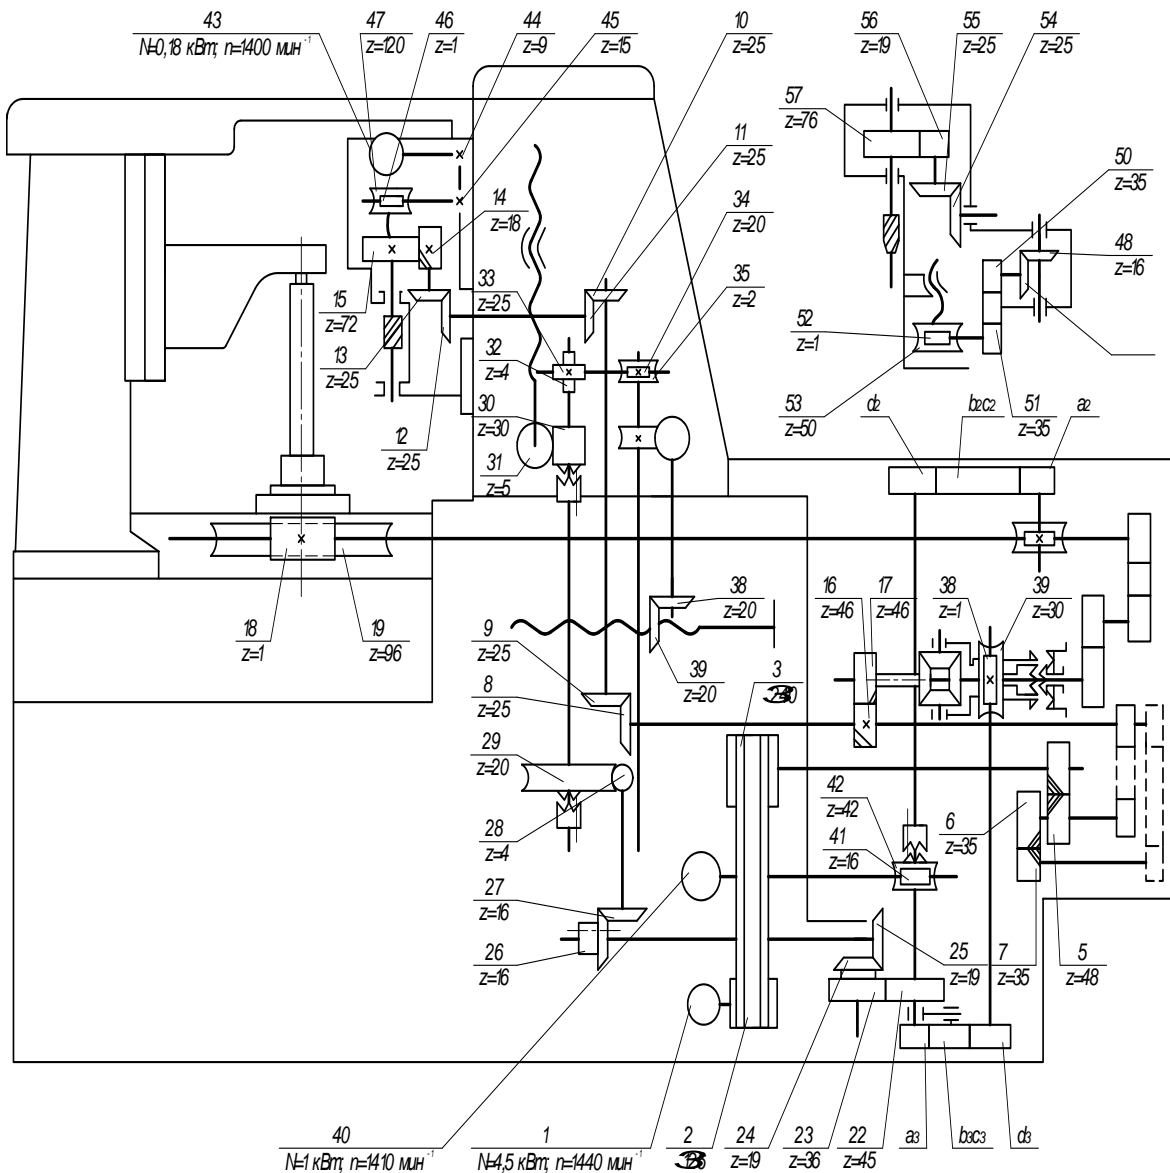 43
N=0,18 кВт; n=1400 мин⁻¹
47
z=120
46
z=1
44
z=9
45
z=15
10
z=25
56
z=19
55
z=25
54
z=25
57
z=76
11
z=25
50
z=35
14
z=18
34
z=20
48
z=16
33
z=25
35
z=2
15
z=72
52
z=1
13
z=25
32
z=4
30
z=30
53
z=50
d2
b2c2
51
z=35
a2
12
z=25
31
z=5
38
z=20
16
z=46
17
z=46
38
z=1
39
z=30
18
z=1
19
z=96
9
z=25
39
z=20
3
8
z=25
29
z=20
42
z=42
6
z=35
28
z=4
41
z=16
27
z=16
26
z=16
25
z=19
7
z=35
5
z=48
40
N=1 кВт; n=1410 мин⁻¹
1
N=4,5 кВт; n=1440 мин⁻¹
2
24
z=19
23
z=36
22
z=45
a3
b3c3
d3